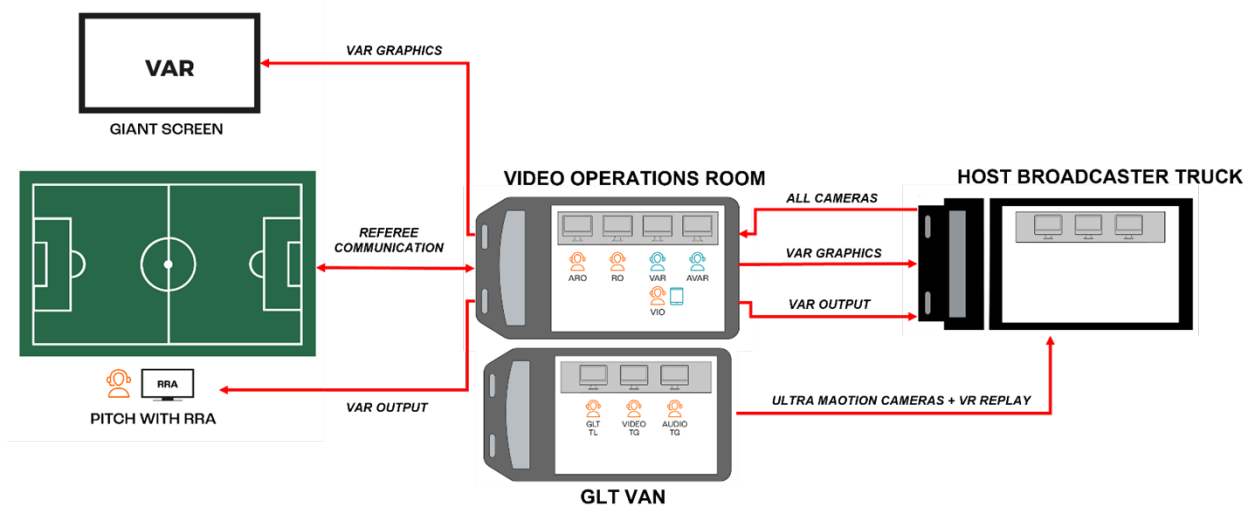 VAR
GIANT SCREEN
VAR GRAPHICS
REFEREE
COMMUNICATION
RRA
PITCH WITH RRA
VAR OUTPUT
VIDEO OPERATIONS ROOM
ARO RO VAR AVAR
VIO
GLT VIDEO AUDIO
TL TG TG
GLT VAN
ALL CAMERAS
VAR GRAPHICS
VAR OUTPUT
HOST BROADCASTER TRUCK
ULTRA MAOTION CAMERAS + VR REPLAY